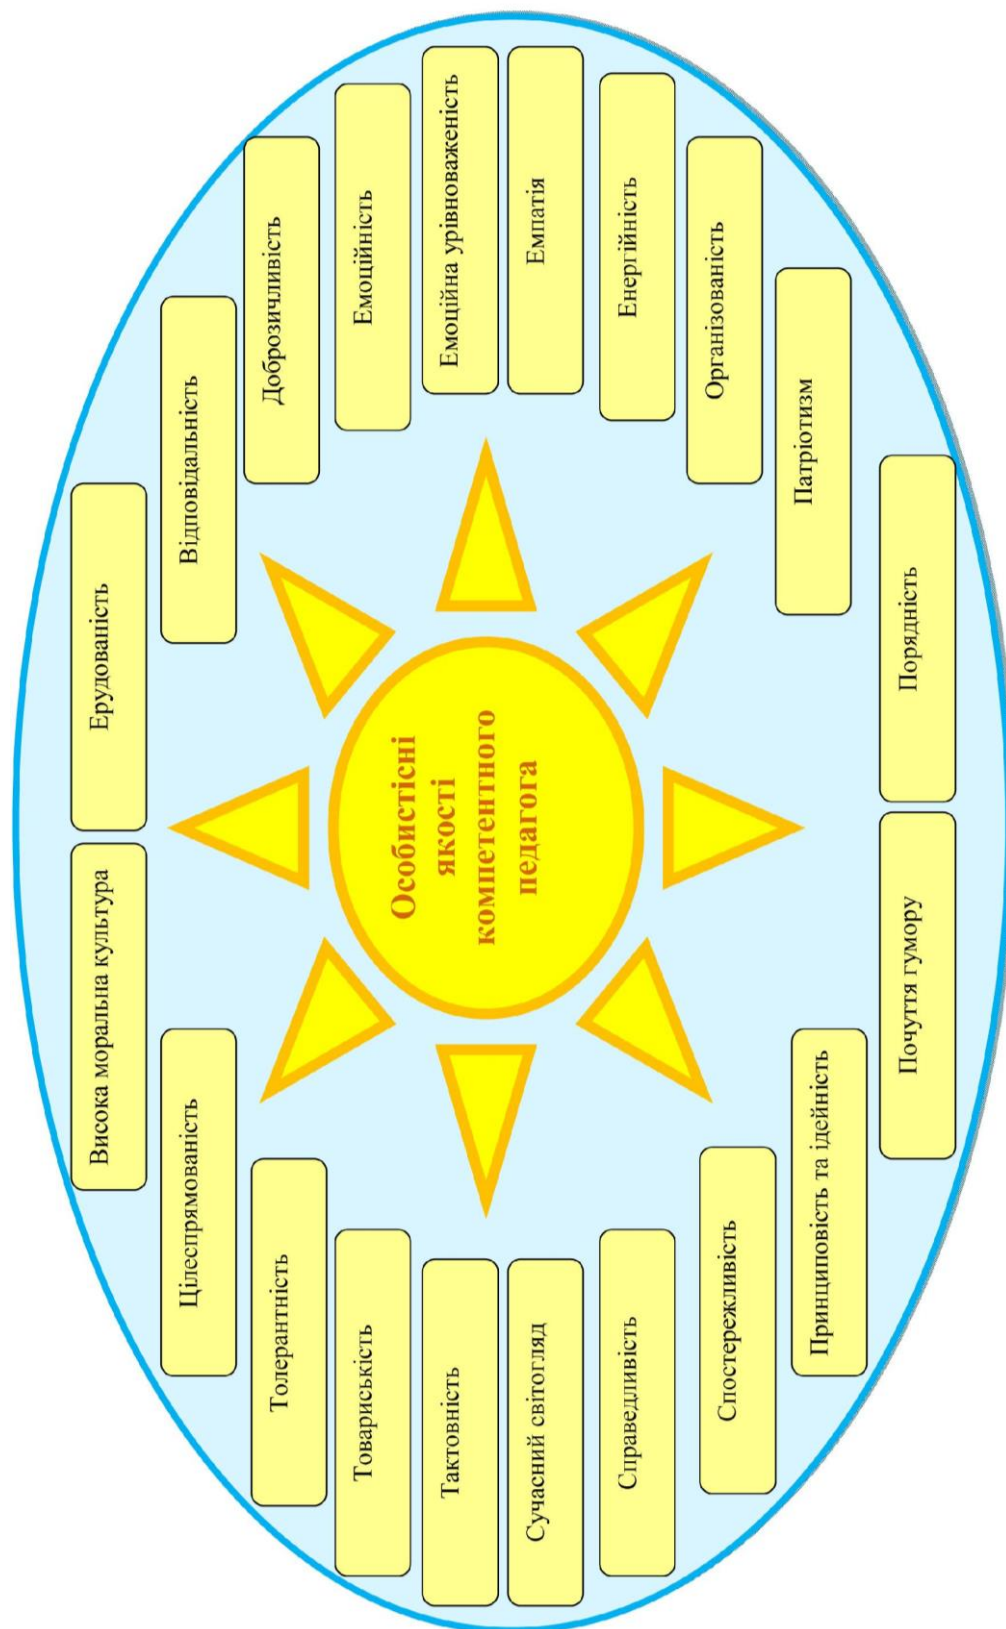 Особистісні
якості
компетентного
педагога
Висока моральна культура
Ерудованість
Відповідальність
Доброзичливість
Емоційність
Емоційна урівноваженість
Емпатія
Енергійність
Організованість
Патріотизм
Порядність
Почуття гумору
Принциповість та ідейність
Спостережливість
Справедливість
Сучасний світогляд
Тактовність
Товариськість
Толерантність
Цілеспрямованість